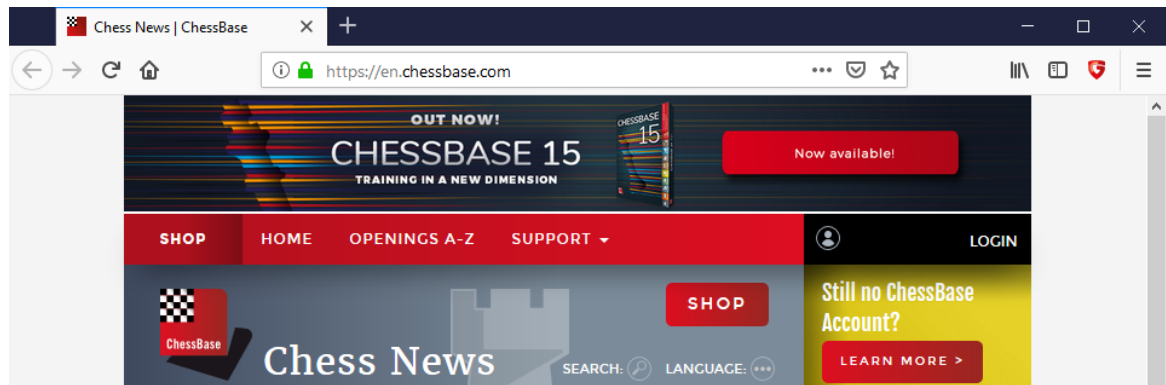 Chess News | ChessBase
https://en.chessbase.com
OUT NOW!
CHESSBASE 15
TRAINING IN A NEW DIMENSION
CHESSBASE
15
Now available!
SHOP HOME OPENINGS A-Z SUPPORT
LOGIN
ChessBase
Chess News
SHOP
SEARCH: LANGUAGE:
Still no ChessBase
Account?
LEARN MORE >